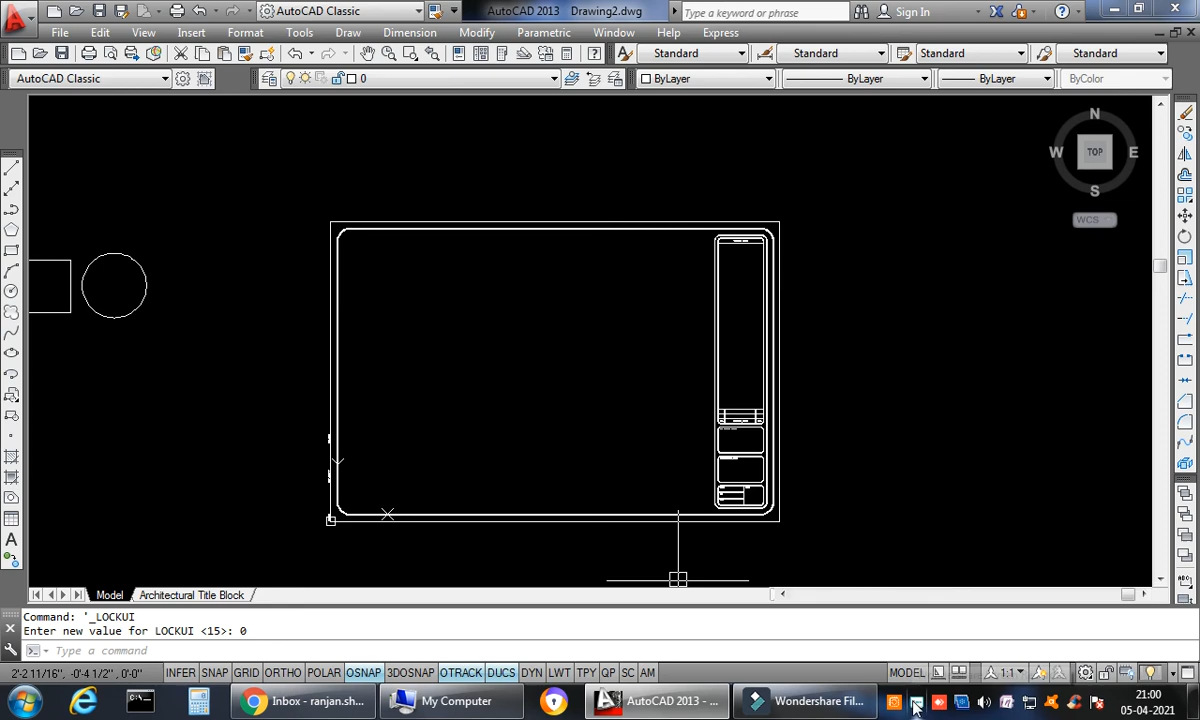 AutoCAD Classic
AutoCAD 2013 Drawing2.dwg
Type a keyword or phrase
Sign In
File Edit View Insert Format Tools Draw Dimension Modify Parametric Window Help Express
Standard Standard Standard Standard
AutoCAD Classic
0
ByLayer ByLayer ByLayer ByColor
N
W TOP E
S
WCS
Model Architectural Title Block
Command: '_LOCKUI
Enter new value for LOCKUI <15>: 0
Type a command
2'-2 11/16", -0'-4 1/2", 0'-0" INFER SNAP GRID ORTHO POLAR OSNAP 3DOSNAP OTRACK DUCS DYN LWT TPY QP SC AM MODEL 1:1
Inbox - ranjan.sh... My Computer AutoCAD 2013 - ... Wondershare Fil...
21:00
05-04-2021